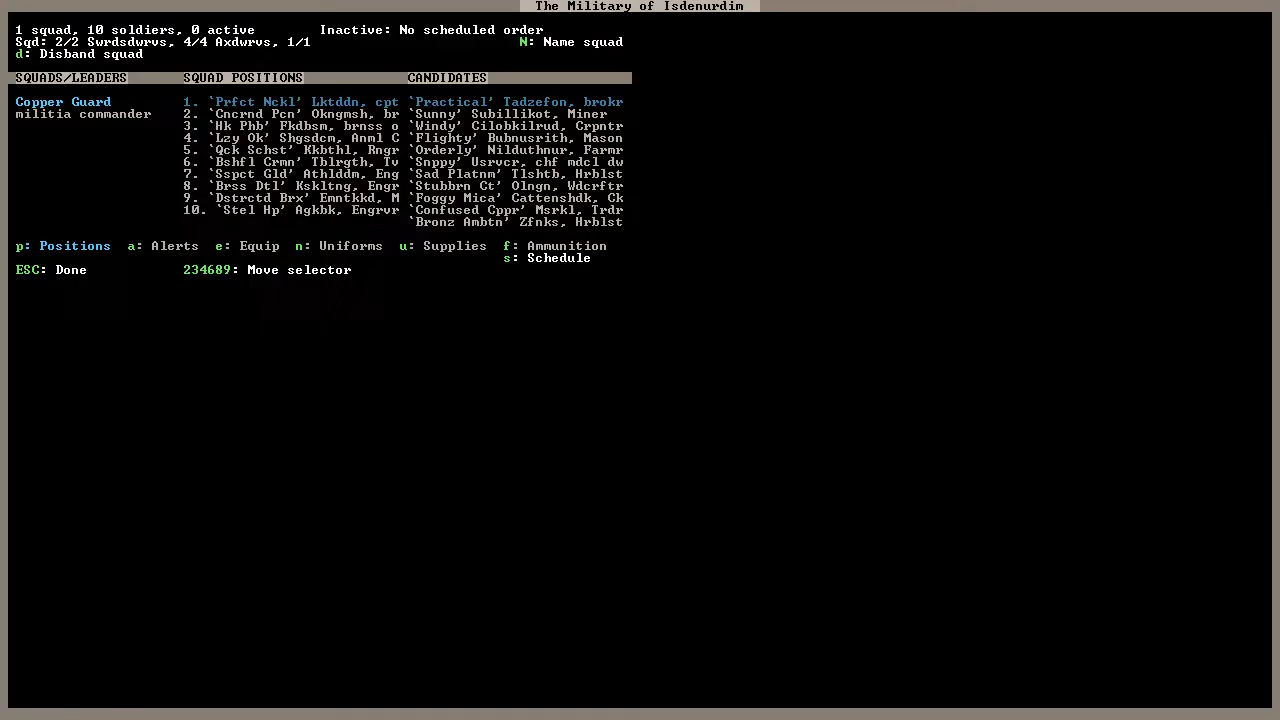 The Military of Isdenurdim
1 squad, 10 soldiers, 0 active Inactive: No scheduled order
Sqd: 2/2 Swrdsdwrvs, 4/4 Axdwrvs, 1/1 N: Name squad
d: Disband squad
SQUADS/LEADERS SQUAD POSITIONS CANDIDATES
Copper Guard 1. `Prfct Nckl' Lktddn, cpt `Practical' Tadzefon, brokr
militia commander 2. `Cncrnd Pcn' Okngmsh, br `Sunny' Subillikot, Miner
3. `Hk Phb' Fkdbsm, brnss o `Windy' Cilobkilrud, Crpntr
4. `Lzy Ok' Shgsdcm, Anml C `Flighty' Bubnusrith, Mason
5. `Qck Schst' Kkbthl, Rngr `Orderly' Nilduthnur, Farmr
6. `Bshfl Crmn' Tblrgth, Tv `Snppy' Usrvcr, chf mdcl dw
7. `Sspct Gld' Athlddm, Eng `Sad Platnm' Tlshtb, Hrblst
8. `Brss Dtl' Kskltng, Engr `Stubbrn Ct' Olngn, Wdcrftr
9. `Dstrctd Brx' Emntkkd, M `Foggy Mica' Cattenshdk, Ck
10. `Stel Hp' Agkbk, Engrvr `Confused Cppr' Msrkl, Trdr
`Bronz Ambtn' Zfnks, Hrblst
p: Positions a: Alerts e: Equip n: Uniforms u: Supplies f: Ammunition
s: Schedule
ESC: Done 234689: Move selector